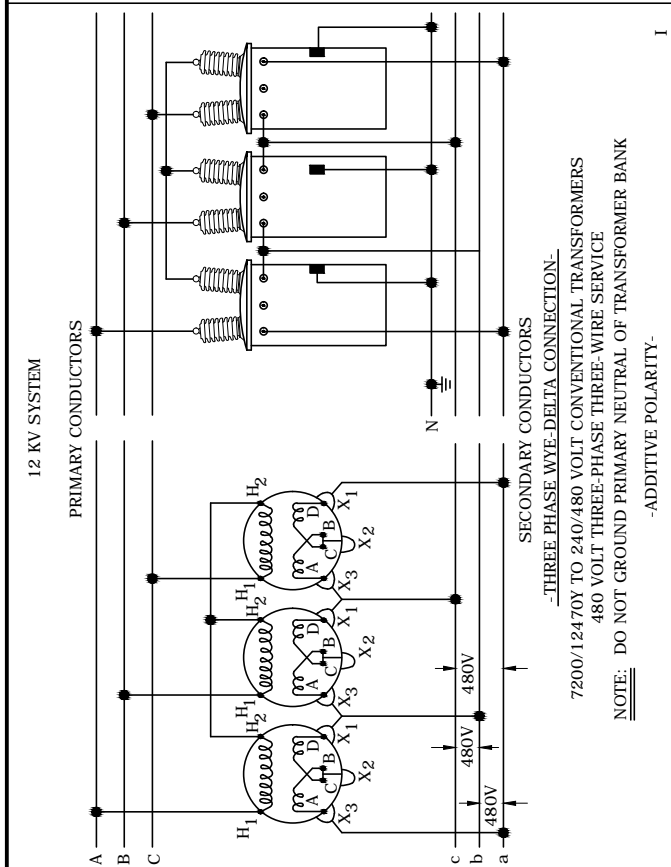 12 KV SYSTEM
PRIMARY CONDUCTORS
A
B
C
H1 H2 H1 H2 H1 H2
A D A D A D
C B C B C B
X3 X1 X3 X1 X3 X1
X2 X2 X2
N
c
b
a
480V
480V
480V
SECONDARY CONDUCTORS
-THREE PHASE WYE-DELTA CONNECTION-
7200/12470Y TO 240/480 VOLT CONVENTIONAL TRANSFORMERS
480 VOLT THREE-PHASE THREE-WIRE SERVICE
NOTE: DO NOT GROUND PRIMARY NEUTRAL OF TRANSFORMER BANK
-ADDITIVE POLARITY-
I